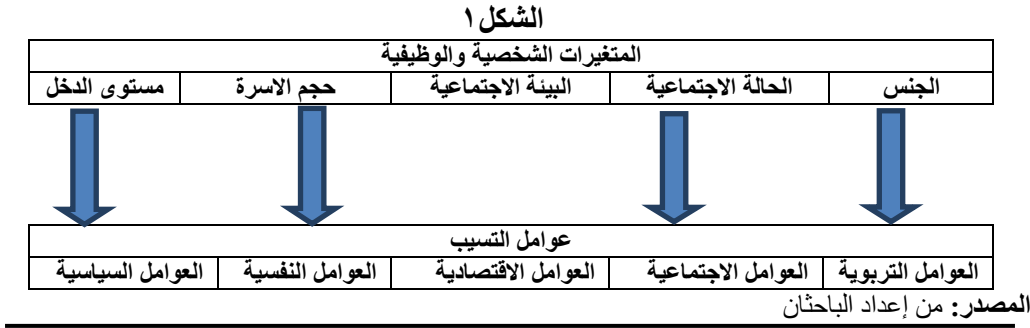 الشكل ١
المتغيرات الشخصية والوظيفية
الجنس الحالة الاجتماعية البيئة الاجتماعية حجم الاسرة مستوى الدخل
عوامل التسيب
العوامل التربوية العوامل الاجتماعية العوامل الاقتصادية العوامل النفسية العوامل السياسية
المصدر: من إعداد الباحثان